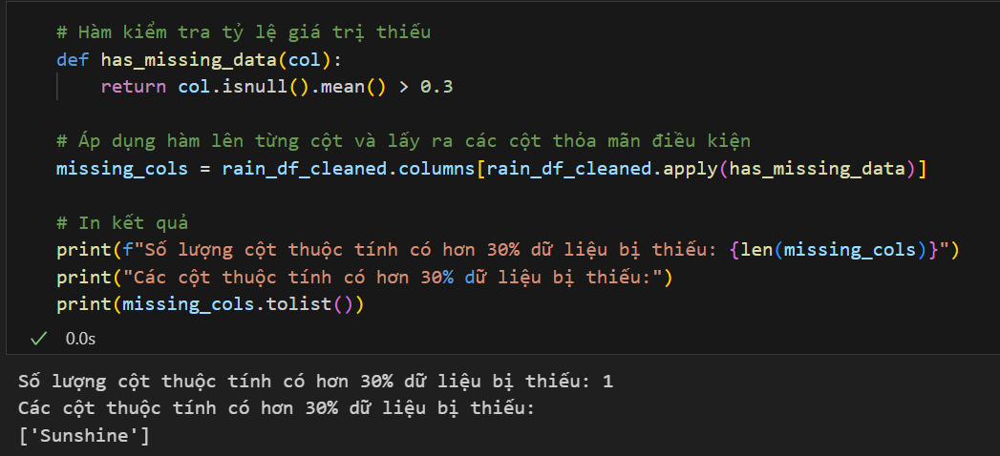 # Hàm kiểm tra tỷ lệ giá trị thiếu
def has_missing_data(col):
    return col.isnull().mean() > 0.3
# Áp dụng hàm lên từng cột và lấy ra các cột thỏa mãn điều kiện
missing_cols = rain_df_cleaned.columns[rain_df_cleaned.apply(has_missing_data)]
# In kết quả
print(f"Số lượng cột thuộc tính có hơn 30% dữ liệu bị thiếu: {len(missing_cols)}")
print("Các cột thuộc tính có hơn 30% dữ liệu bị thiếu:")
print(missing_cols.tolist())
0.0s
Số lượng cột thuộc tính có hơn 30% dữ liệu bị thiếu: 1
Các cột thuộc tính có hơn 30% dữ liệu bị thiếu:
['Sunshine']